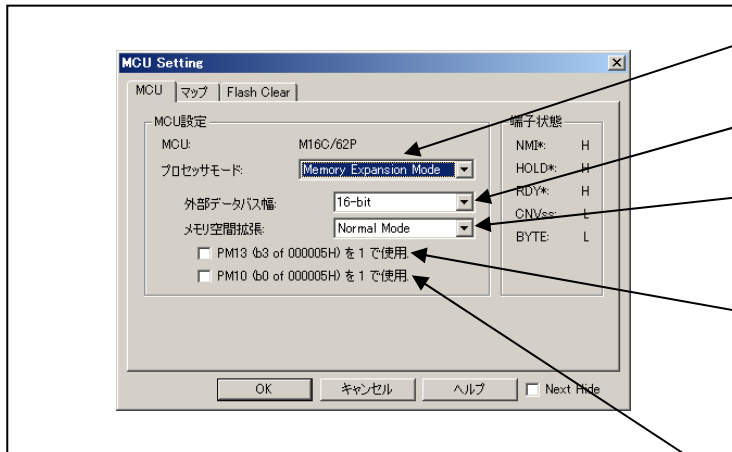 MCU Setting
MCU
マップ
Flash Clear
MCU設定
MCU: M16C/62P
プロセッサモード: Memory Expansion Mode
外部データバス幅: 16-bit
メモリ空間拡張: Normal Mode
PM13 (b3 of 000005H) を 1 で使用.
PM10 (b0 of 000005H) を 1 で使用.
端子状態
NMI*: H
HOLD*: H
RDY*: H
CNVss: L
BYTE: L
OK
キャンセル
ヘルプ
Next Hide